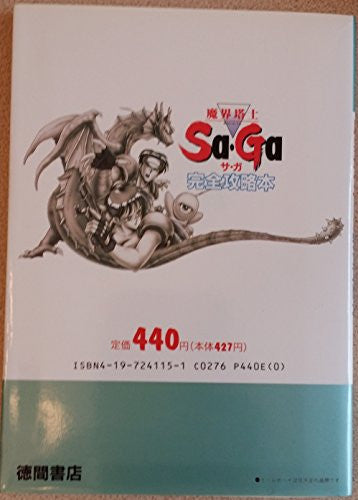 魔界塔士
Sa・Ga
サ・ガ
完全攻略本
定価440円(本体427円)
ISBN4-19-724115-1 C0276 P440E(0)
徳間書店